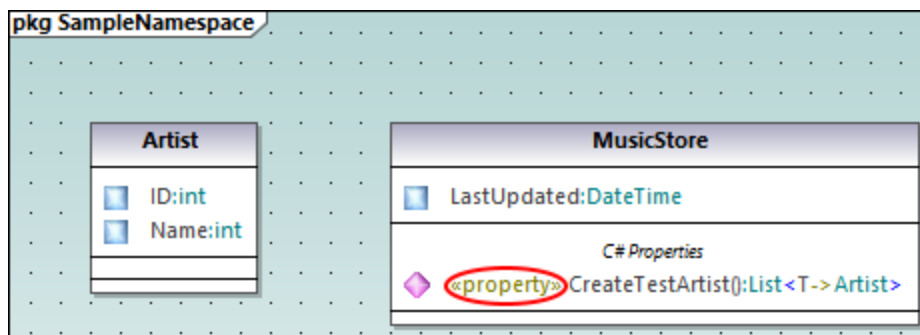 pkg SampleNamespace
Artist
ID:int
Name:int
MusicStore
LastUpdated:DateTime
C# Properties
«property» CreateTestArtist():List<T->Artist>